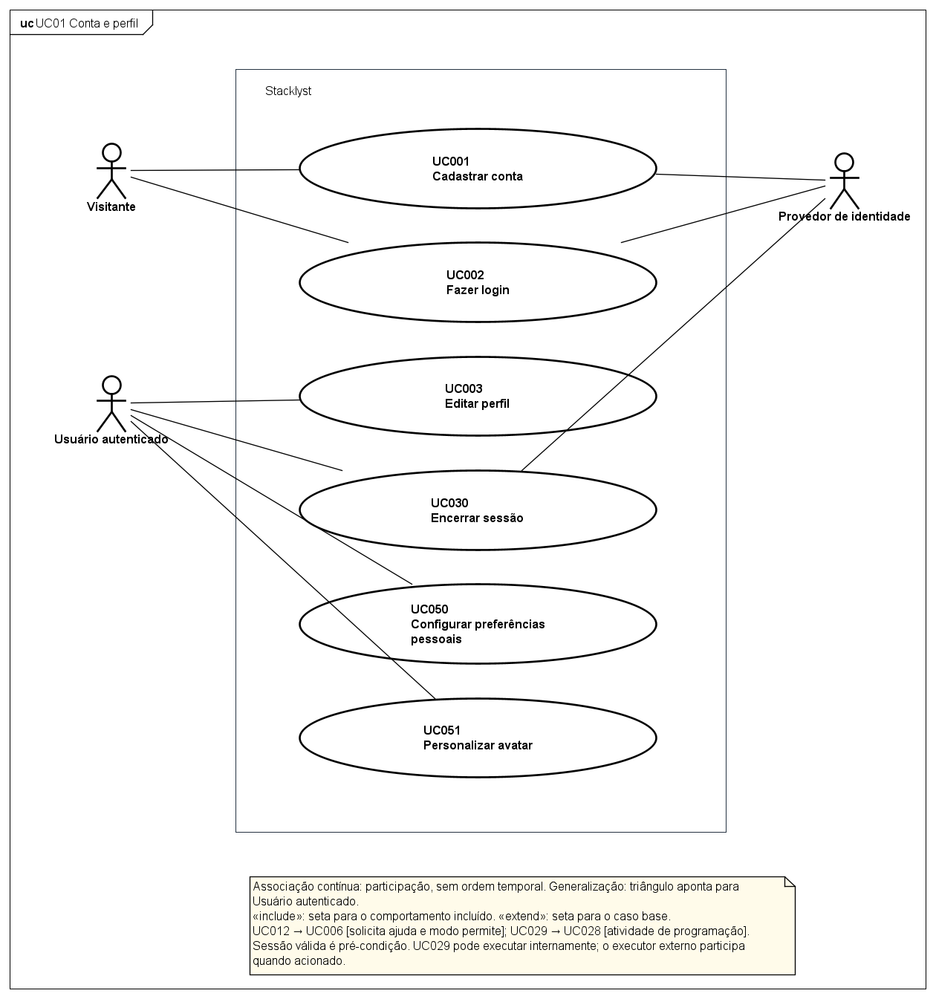 uc UC01 Conta e perfil
Stacklyst
UC001
Cadastrar conta
Visitante
Provedor de identidade
UC002
Fazer login
UC003
Editar perfil
Usuário autenticado
UC030
Encerrar sessão
UC050
Configurar preferências
pessoais
UC051
Personalizar avatar
Associação contínua: participação, sem ordem temporal. Generalização: triângulo aponta para
Usuário autenticado.
«include»: seta para o comportamento incluído. «extend»: seta para o caso base.
UC012 → UC006 [solicita ajuda e modo permite]; UC029 → UC028 [atividade de programação].
Sessão válida é pré-condição. UC029 pode executar internamente; o executor externo participa
quando acionado.